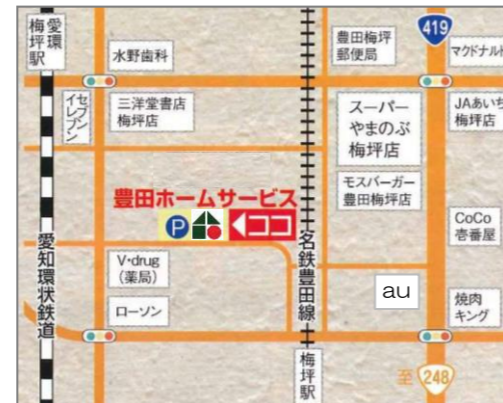 愛環
梅坪駅
水野歯科
豊田梅坪
郵便局
419
マクドナルド
セブン
イレブン
三洋堂書店
梅坪店
スーパー
やまのぶ
梅坪店
JAあいち
梅坪店
モスバーガー
豊田梅坪店
豊田ホームサービス
P
ココ
CoCo
壱番屋
愛知環状鉄道
名鉄豊田線
V・drug
(薬局)
au
ローソン
焼肉
キング
梅坪駅
至 248